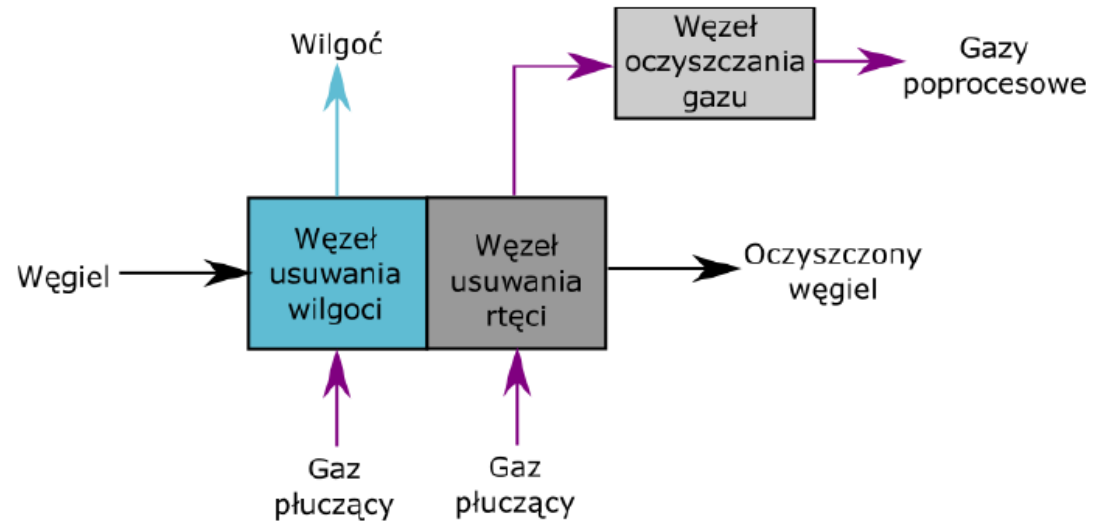 Wilgoć
Węzeł
oczyszczania
gazu
Gazy
poprocesowe
Węgiel
Węzeł
usuwania
wilgoci
Węzeł
usuwania
rtęci
Oczyszczony
węgiel
Gaz
płuczący
Gaz
płuczący